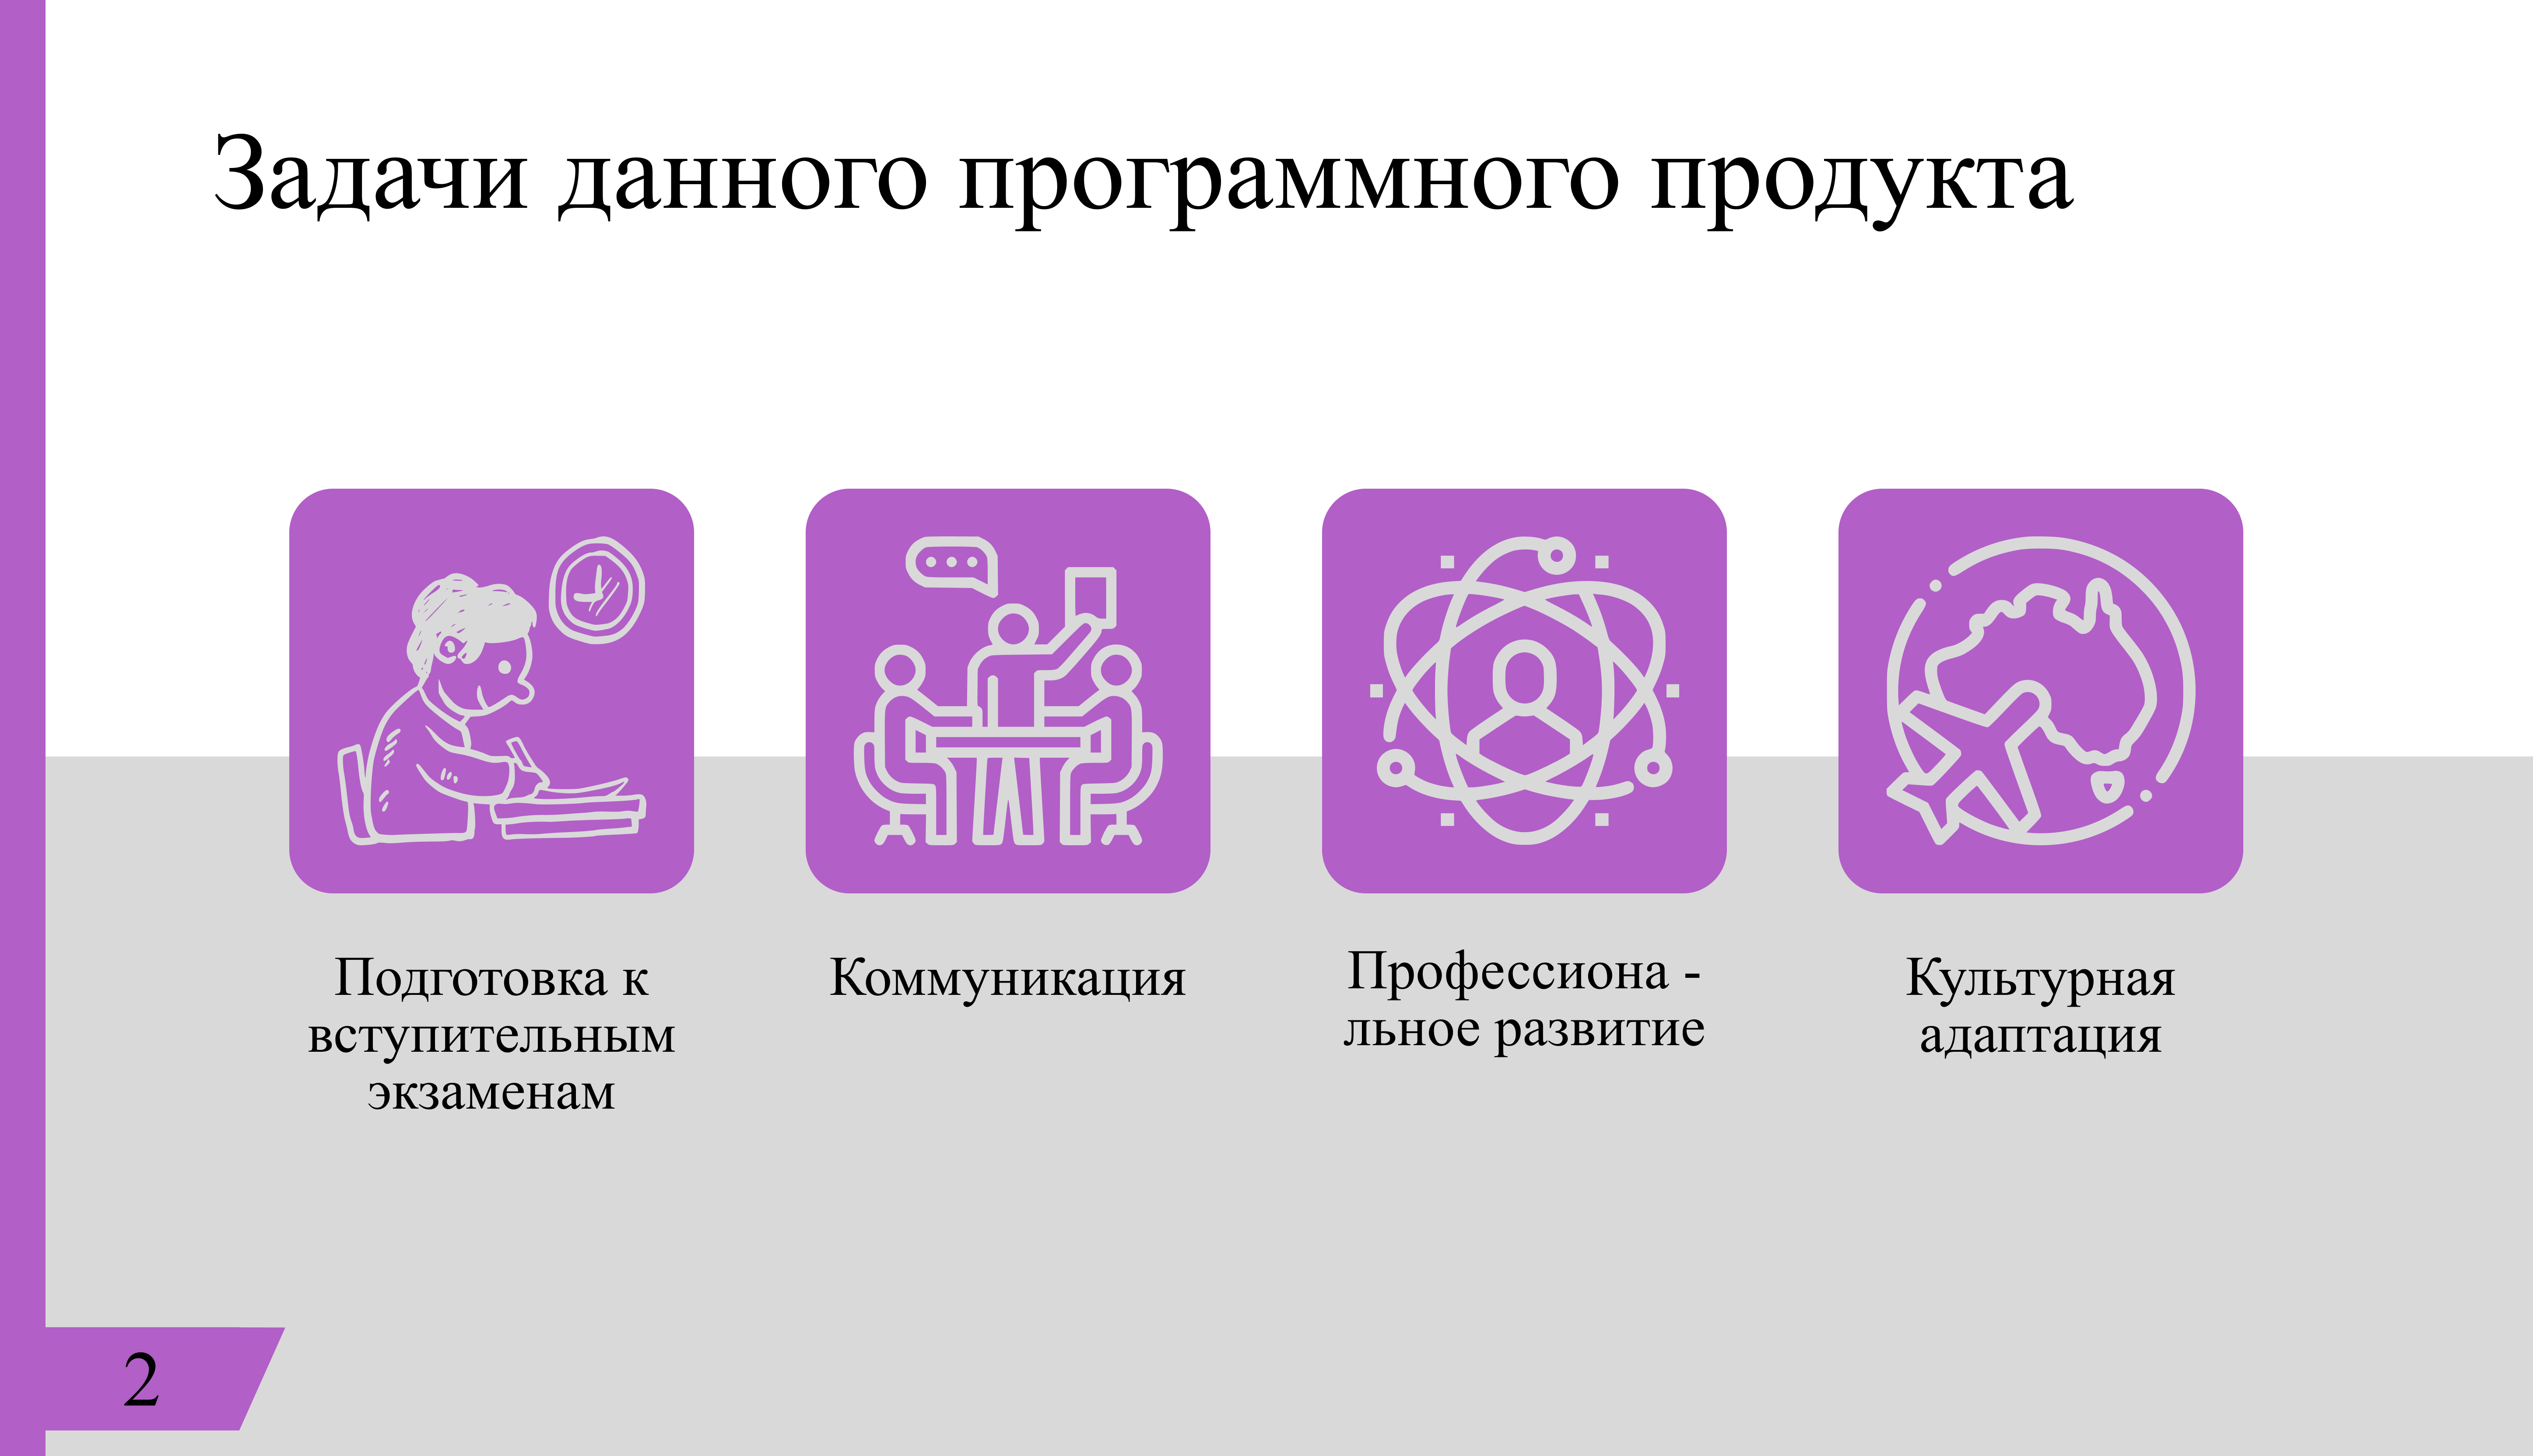 Задачи данного программного продукта
Подготовка к
вступительным
экзаменам
Коммуникация
Профессиона -
льное развитие
Культурная
адаптация
2